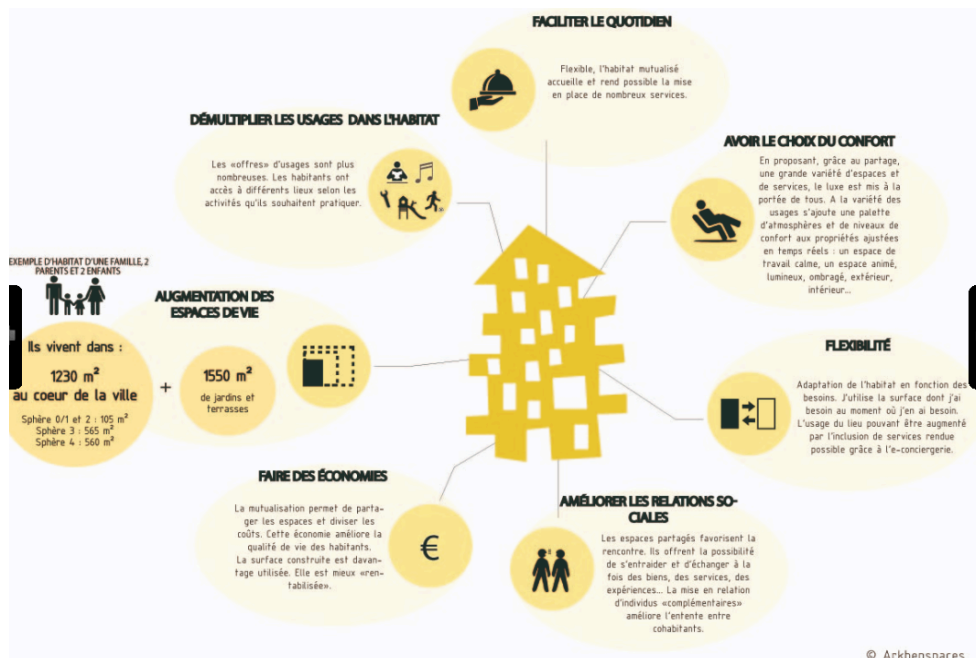 FACILITER LE QUOTIDIEN
Flexible, l'habitat mutualisé
accueille et rend possible la mise
en place de nombreux services.
DÉMULTIPLIER LES USAGES DANS L'HABITAT
Les «offres» d'usages sont plus
nombreuses. Les habitants ont
accès à différents lieux selon les
activités qu'ils souhaitent pratiquer.
AVOIR LE CHOIX DU CONFORT
En proposant, grâce au partage,
une grande variété d'espaces et
de services, le luxe est mis à la
portée de tous. A la variété des
usages s'ajoute une palette
d'atmosphères et de niveaux de
confort aux propriétés ajustées
en temps réels : un espace de
travail calme, un espace animé,
lumineux, ombragé, extérieur,
intérieur...
EXEMPLE D'HABITAT D'UNE FAMILLE, 2
PARENTS ET 2 ENFANTS
AUGMENTATION DES
ESPACES DE VIE
Ils vivent dans :
1230 m²
au coeur de la ville
Sphère 0/1 et 2 : 105 m²
Sphère 3 : 565 m²
Sphère 4 : 560 m²
+
1550 m²
de jardins et
terrasses
FLEXIBILITÉ
Adaptation de l'habitat en fonction des
besoins. J'utilise la surface dont j'ai
besoin au moment où j'en ai besoin.
L'usage du lieu pouvant être augmenté
par l'inclusion de services rendue
possible grâce à l'e-conciergerie.
FAIRE DES ÉCONOMIES
La mutualisation permet de parta-
ger les espaces et diviser les
coûts. Cette économie améliore la
qualité de vie des habitants.
La surface construite est davan-
tage utilisée. Elle est mieux «ren-
tabilisée».
€
AMÉLIORER LES RELATIONS SO-
CIALES
Les espaces partagés favorisent la
rencontre. Ils offrent la possibilité
de s'entraider et d'échanger à la
fois des biens, des services, des
expériences... La mise en relation
d'individus «complémentaires»
améliore l'entente entre
cohabitants.
© Arkhenspaces